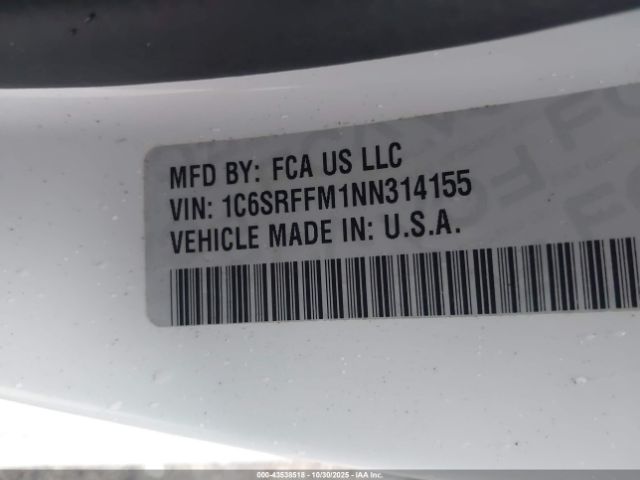 MFD BY: FCA US LLC
VIN: 1C6SRFFM1NN314155
VEHICLE MADE IN: U.S.A.
000-43538518 - 10/30/2025 - IAA Inc.